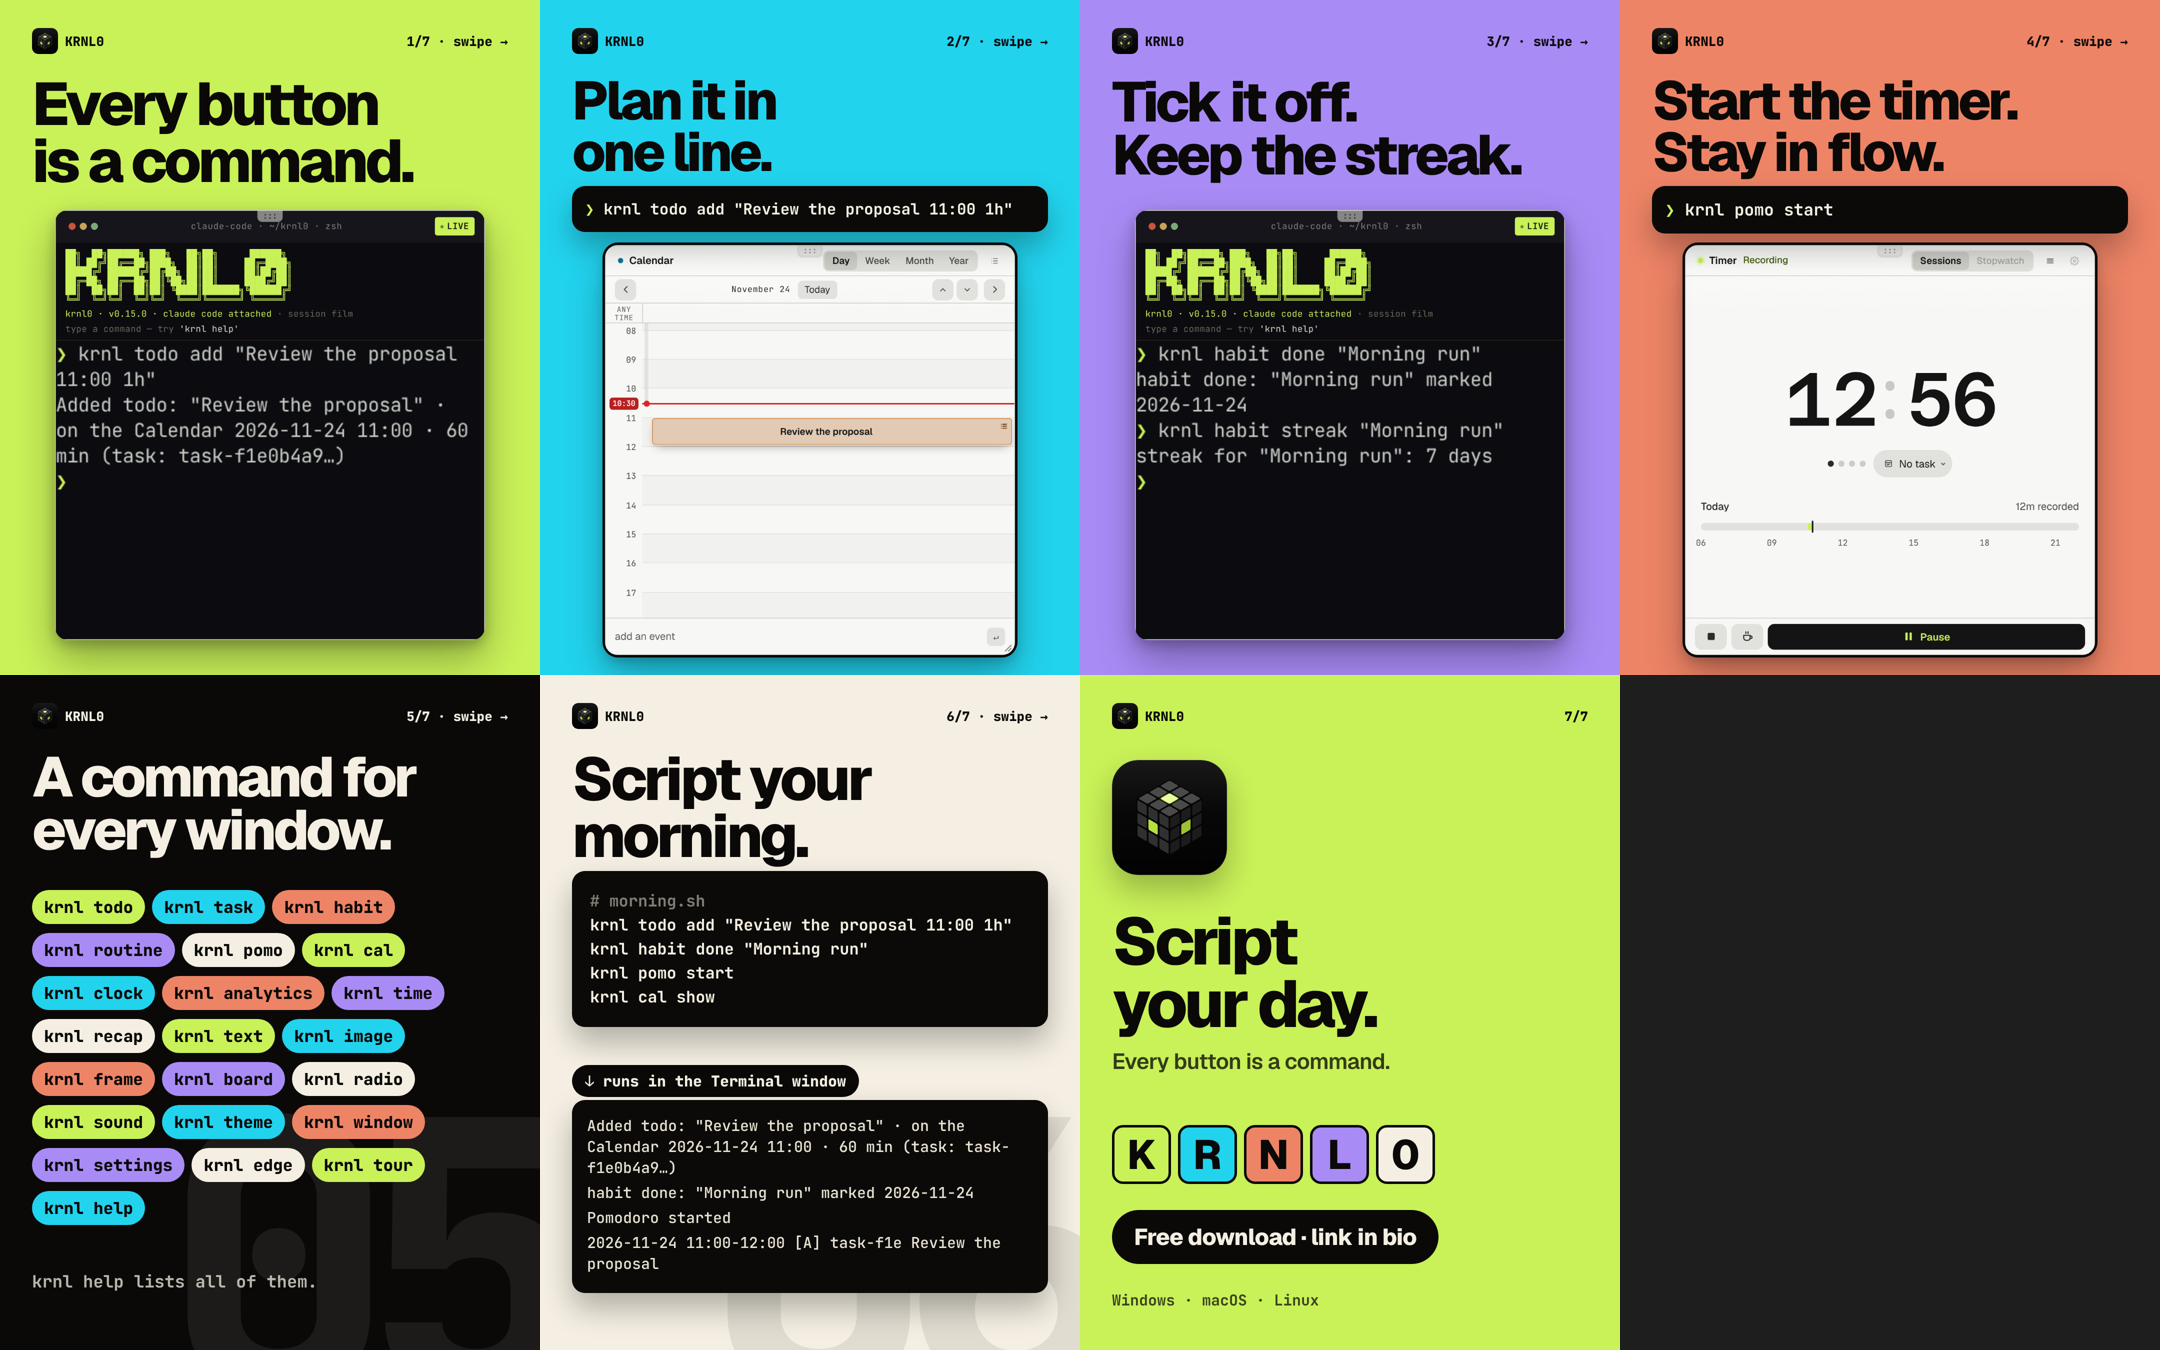 KRNL0
1/7 · swipe →
Every button
is a command.
claude-code · ~/krnl0 · zsh
LIVE
KRNL0
krnl0 · v0.15.0 · claude code attached · session film
type a command — try 'krnl help'
❯ krnl todo add "Review the proposal
11:00 1h"
Added todo: "Review the proposal" ·
on the Calendar 2026-11-24 11:00 · 60
min (task: task-f1e0b4a9…)
❯
KRNL0
2/7 · swipe →
Plan it in
one line.
❯ krnl todo add "Review the proposal 11:00 1h"
Calendar
Day Week Month Year
November 24 Today
ANY
TIME
08
09
10
10:30
11
Review the proposal
12
13
14
15
16
17
add an event
KRNL0
3/7 · swipe →
Tick it off.
Keep the streak.
claude-code · ~/krnl0 · zsh
LIVE
KRNL0
krnl0 · v0.15.0 · claude code attached · session film
type a command — try 'krnl help'
❯ krnl habit done "Morning run"
habit done: "Morning run" marked
2026-11-24
❯ krnl habit streak "Morning run"
streak for "Morning run": 7 days
❯
KRNL0
4/7 · swipe →
Start the timer.
Stay in flow.
❯ krnl pomo start
Timer Recording
Sessions Stopwatch
12:56
No task
Today
12m recorded
06 09 12 15 18 21
Pause
KRNL0
5/7 · swipe →
A command for
every window.
krnl todo krnl task krnl habit
krnl routine krnl pomo krnl cal
krnl clock krnl analytics krnl time
krnl recap krnl text krnl image
krnl frame krnl board krnl radio
krnl sound krnl theme krnl window
krnl settings krnl edge krnl tour
krnl help
krnl help lists all of them.
05
KRNL0
6/7 · swipe →
Script your
morning.
# morning.sh
krnl todo add "Review the proposal 11:00 1h"
krnl habit done "Morning run"
krnl pomo start
krnl cal show
↓ runs in the Terminal window
Added todo: "Review the proposal" · on the
Calendar 2026-11-24 11:00 · 60 min (task: task-
f1e0b4a9…)
habit done: "Morning run" marked 2026-11-24
Pomodoro started
2026-11-24 11:00-12:00 [A] task-f1e Review the
proposal
06
KRNL0
7/7
Script
your day.
Every button is a command.
K R N L 0
Free download · link in bio
Windows · macOS · Linux